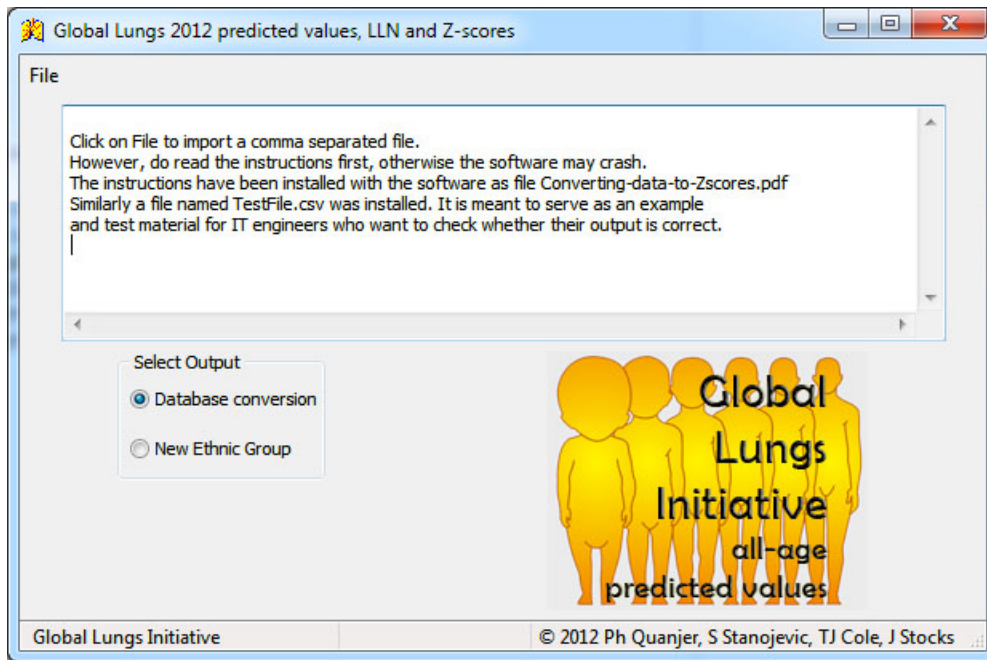 Global Lungs 2012 predicted values, LLN and Z-scores
File
Click on File to import a comma separated file.
However, do read the instructions first, otherwise the software may crash.
The instructions have been installed with the software as file Converting-data-to-Zscores.pdf
Similarly a file named TestFile.csv was installed. It is meant to serve as an example
and test material for IT engineers who want to check whether their output is correct.
Select Output
Database conversion
New Ethnic Group
Global
Lungs
Initiative
all-age
predicted values
Global Lungs Initiative
© 2012 Ph Quanjer, S Stanojevic, TJ Cole, J Stocks